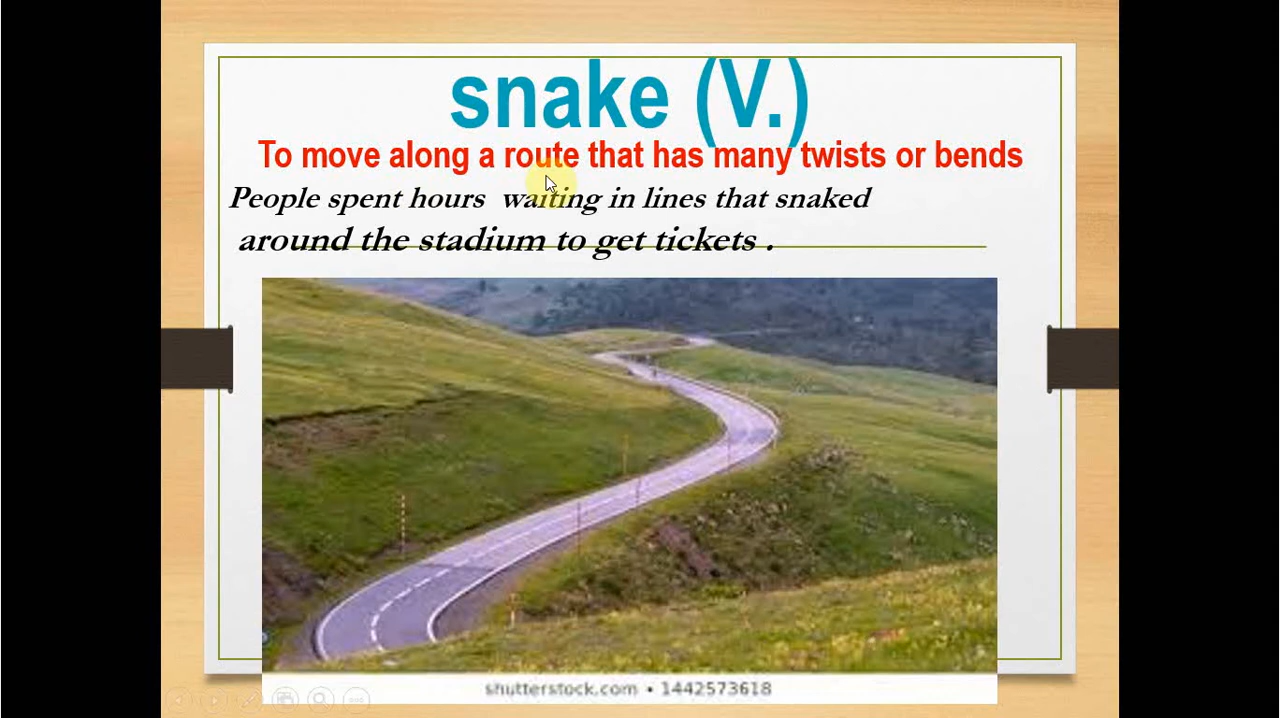 snake (V.)
To move along a route that has many twists or bends
People spent hours waiting in lines that snaked
around the stadium to get tickets .
shutterstock.com • 1442573618